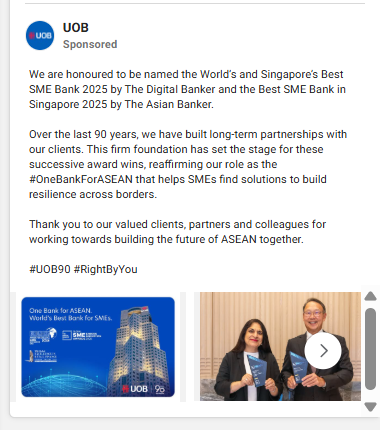 UOB
UOB
Sponsored
We are honoured to be named the World's and Singapore's Best
SME Bank 2025 by The Digital Banker and the Best SME Bank in
Singapore 2025 by The Asian Banker.
Over the last 90 years, we have built long-term partnerships with
our clients. This firm foundation has set the stage for these
successive award wins, reaffirming our role as the
#OneBankForASEAN that helps SMEs find solutions to build
resilience across borders.
Thank you to our valued clients, partners and colleagues for
working towards building the future of ASEAN together.
#UOB90 #RightByYou
One Bank for ASEAN.
World's Best Bank for SMEs.
SME
UOB